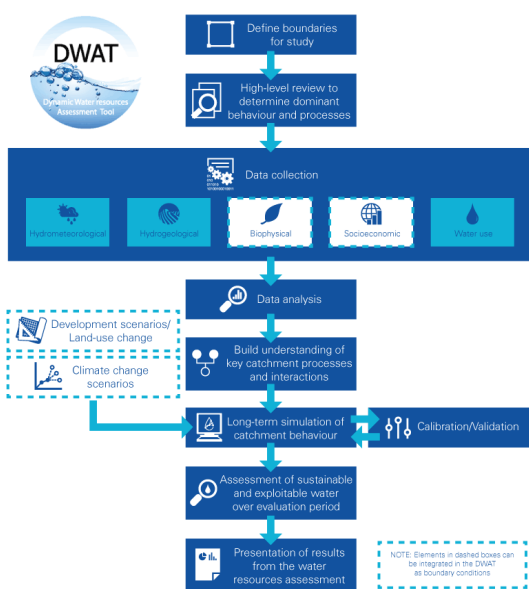 DWAT
Dynamic Water resources
Assessment Tool
Define boundaries
for study
High-level review to
determine dominant
behaviour and processes
Data collection
Hydrometeorological
Hydrogeological
Biophysical
Socioeconomic
Water use
Data analysis
Development scenarios/
Land-use change
Climate change
scenarios
Build understanding of
key catchment processes
and interactions
Long-term simulation of
catchment behaviour
Calibration/Validation
Assessment of sustainable
and exploitable water
over evaluation period
Presentation of results
from the water
resources assessment
NOTE: Elements in dashed boxes can
be integrated in the DWAT
as boundary conditions